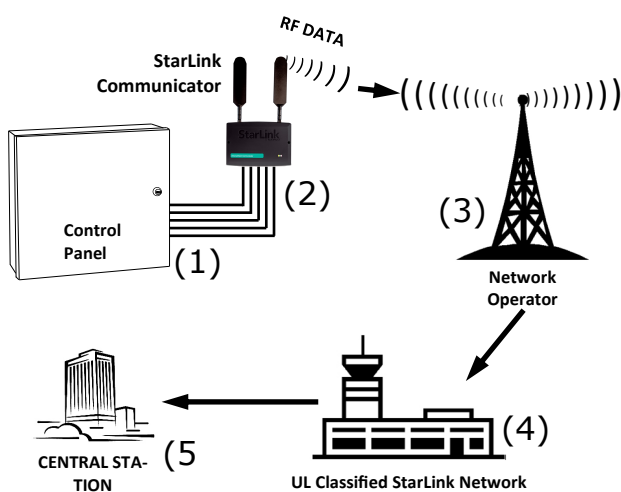 RF DATA
StarLink
Communicator
StarLink
(2)
Control
Panel
(1)
(3)
Network
Operator
(4)
UL Classified StarLink Network
(5
CENTRAL STA-
TION